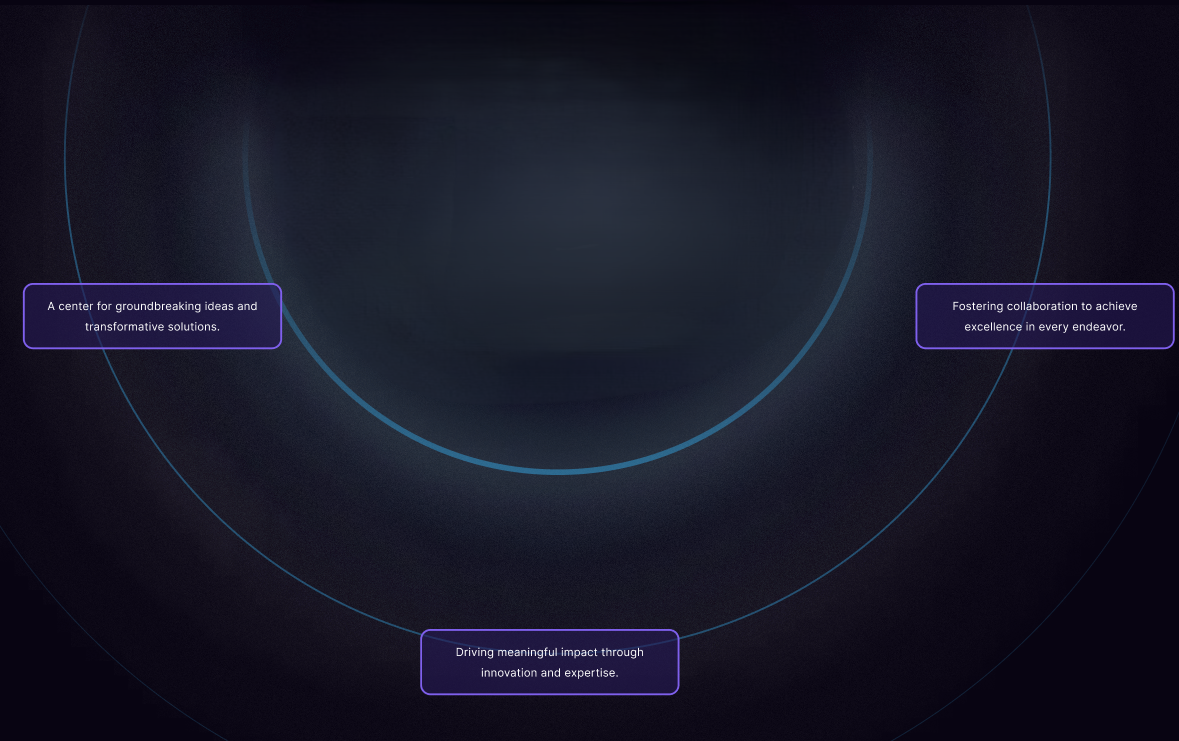 A center for groundbreaking ideas and
transformative solutions.
Fostering collaboration to achieve
excellence in every endeavor.
Driving meaningful impact through
innovation and expertise.